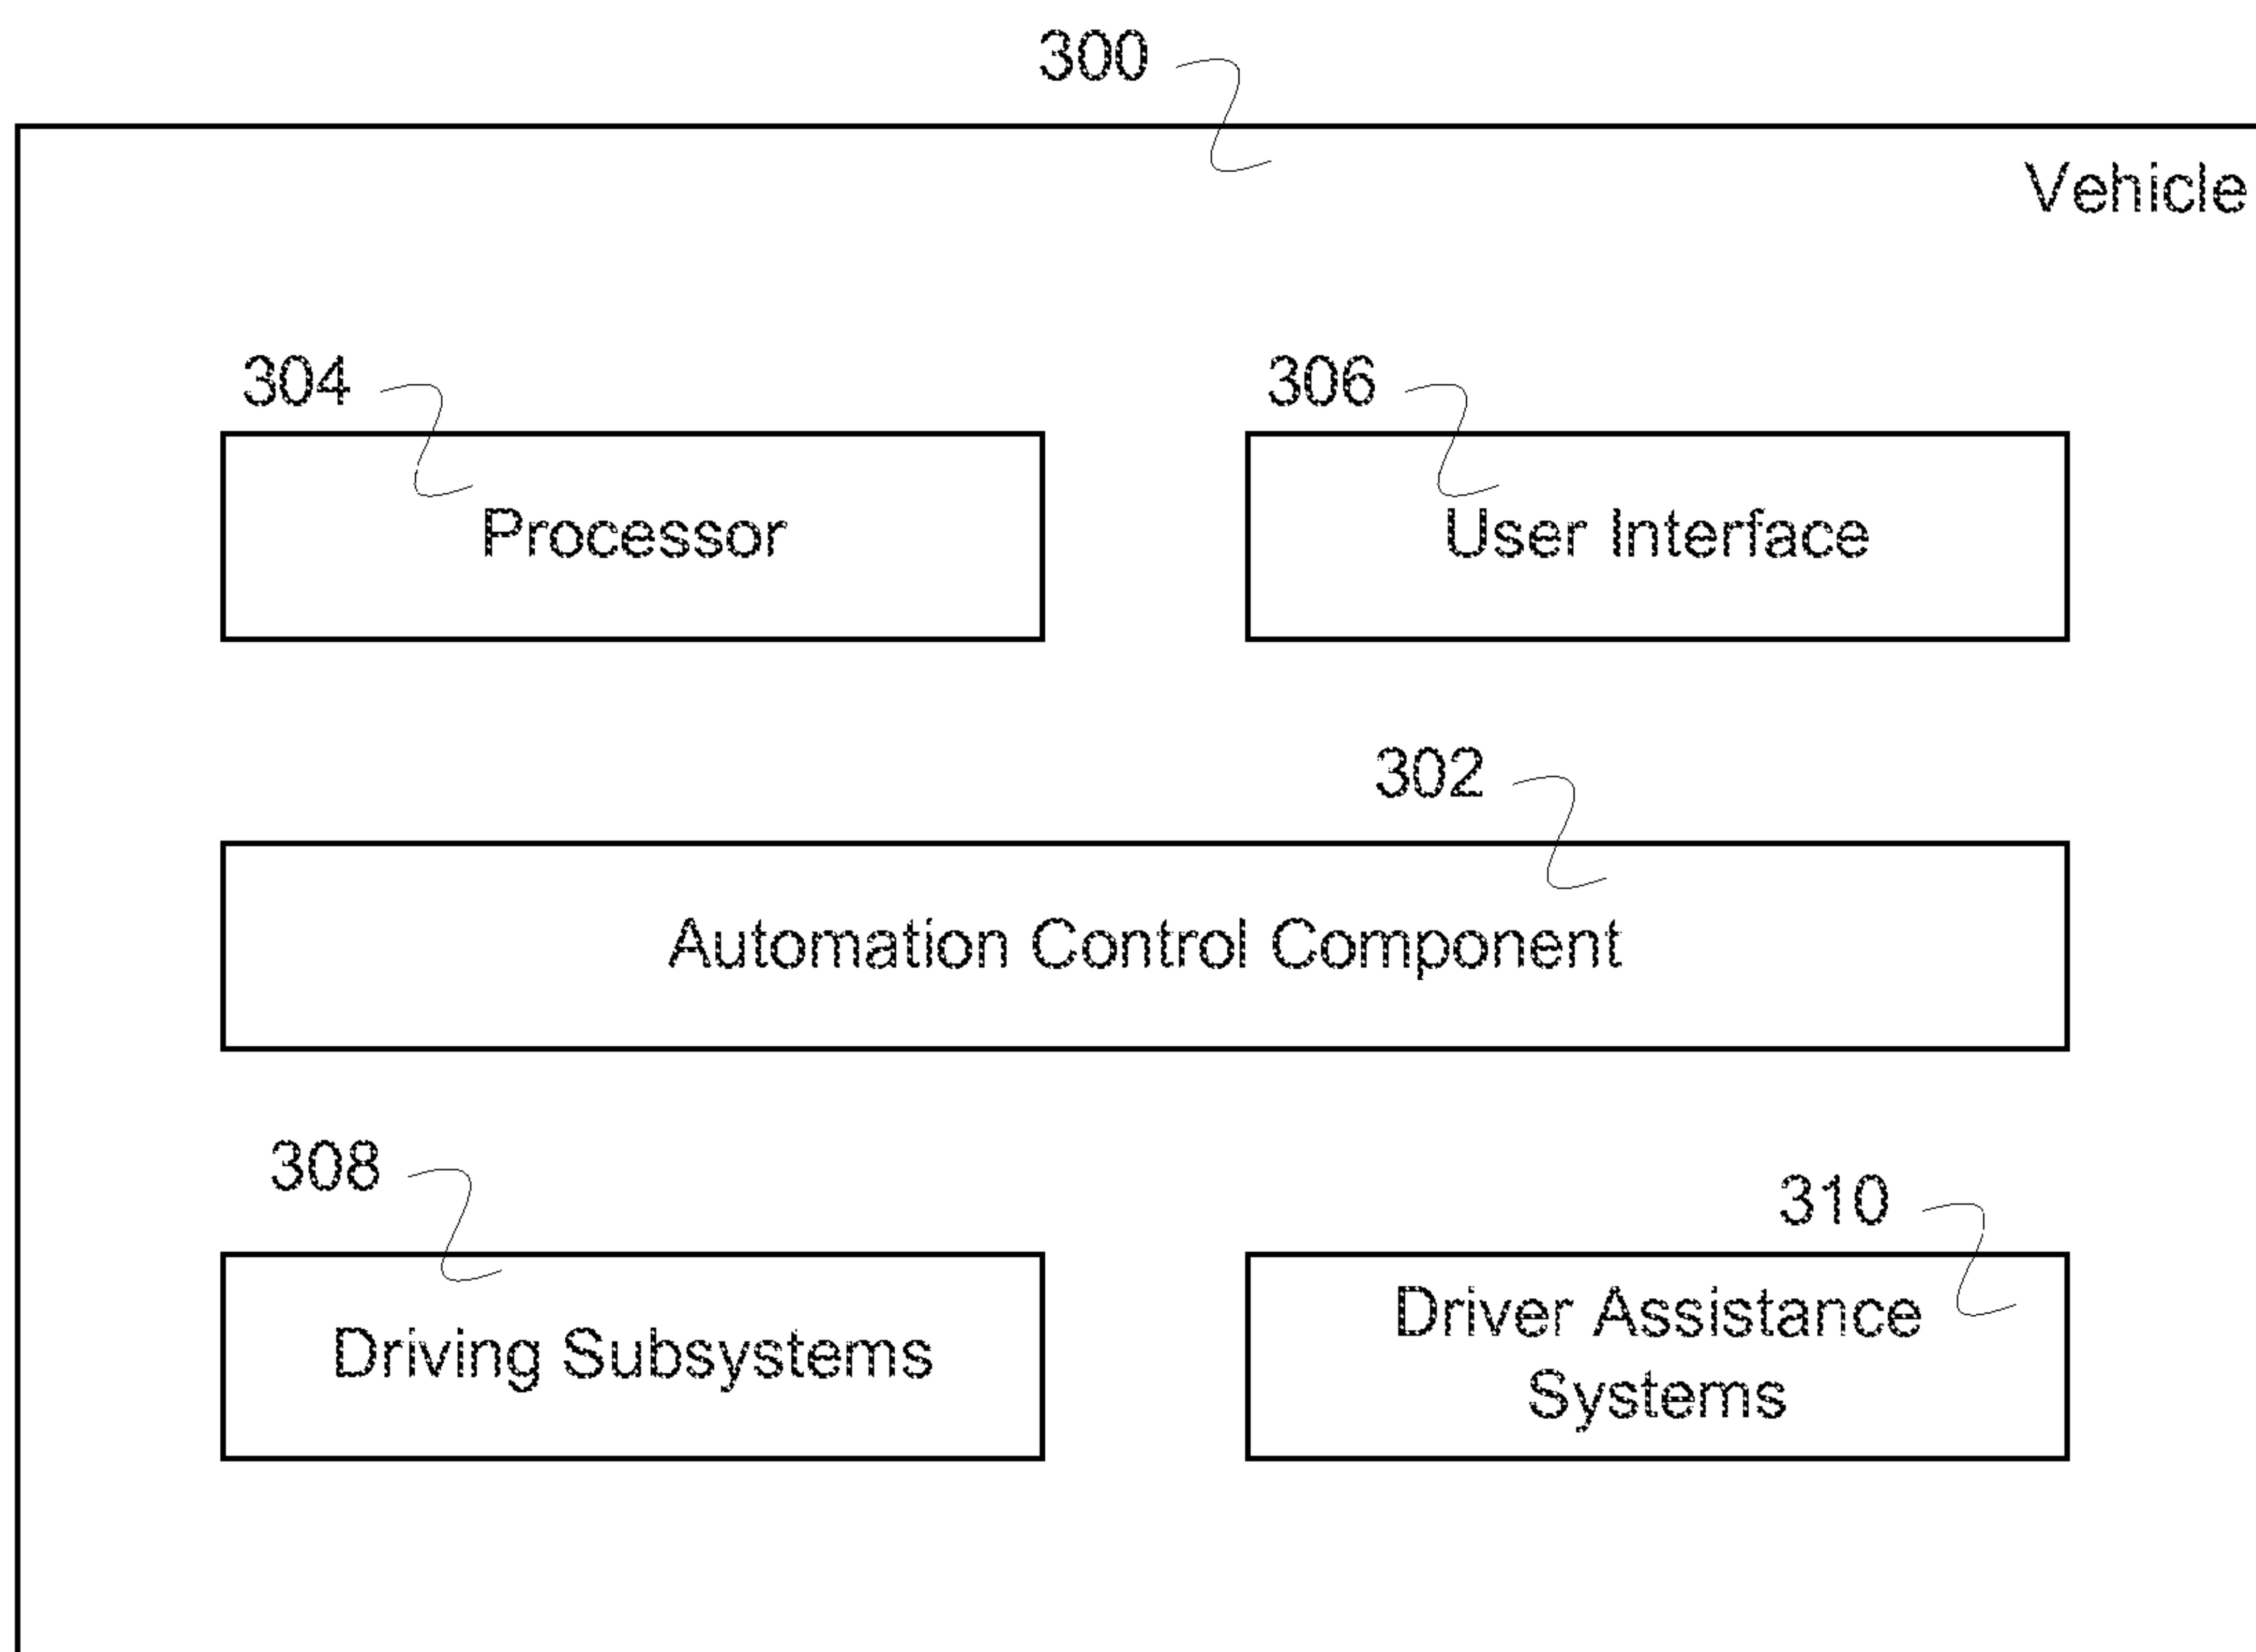 300
Vehicle
304
306
Processor
User Interface
302
Automation Control Component
308
310
Driving Subsystems
Driver Assistance
Systems